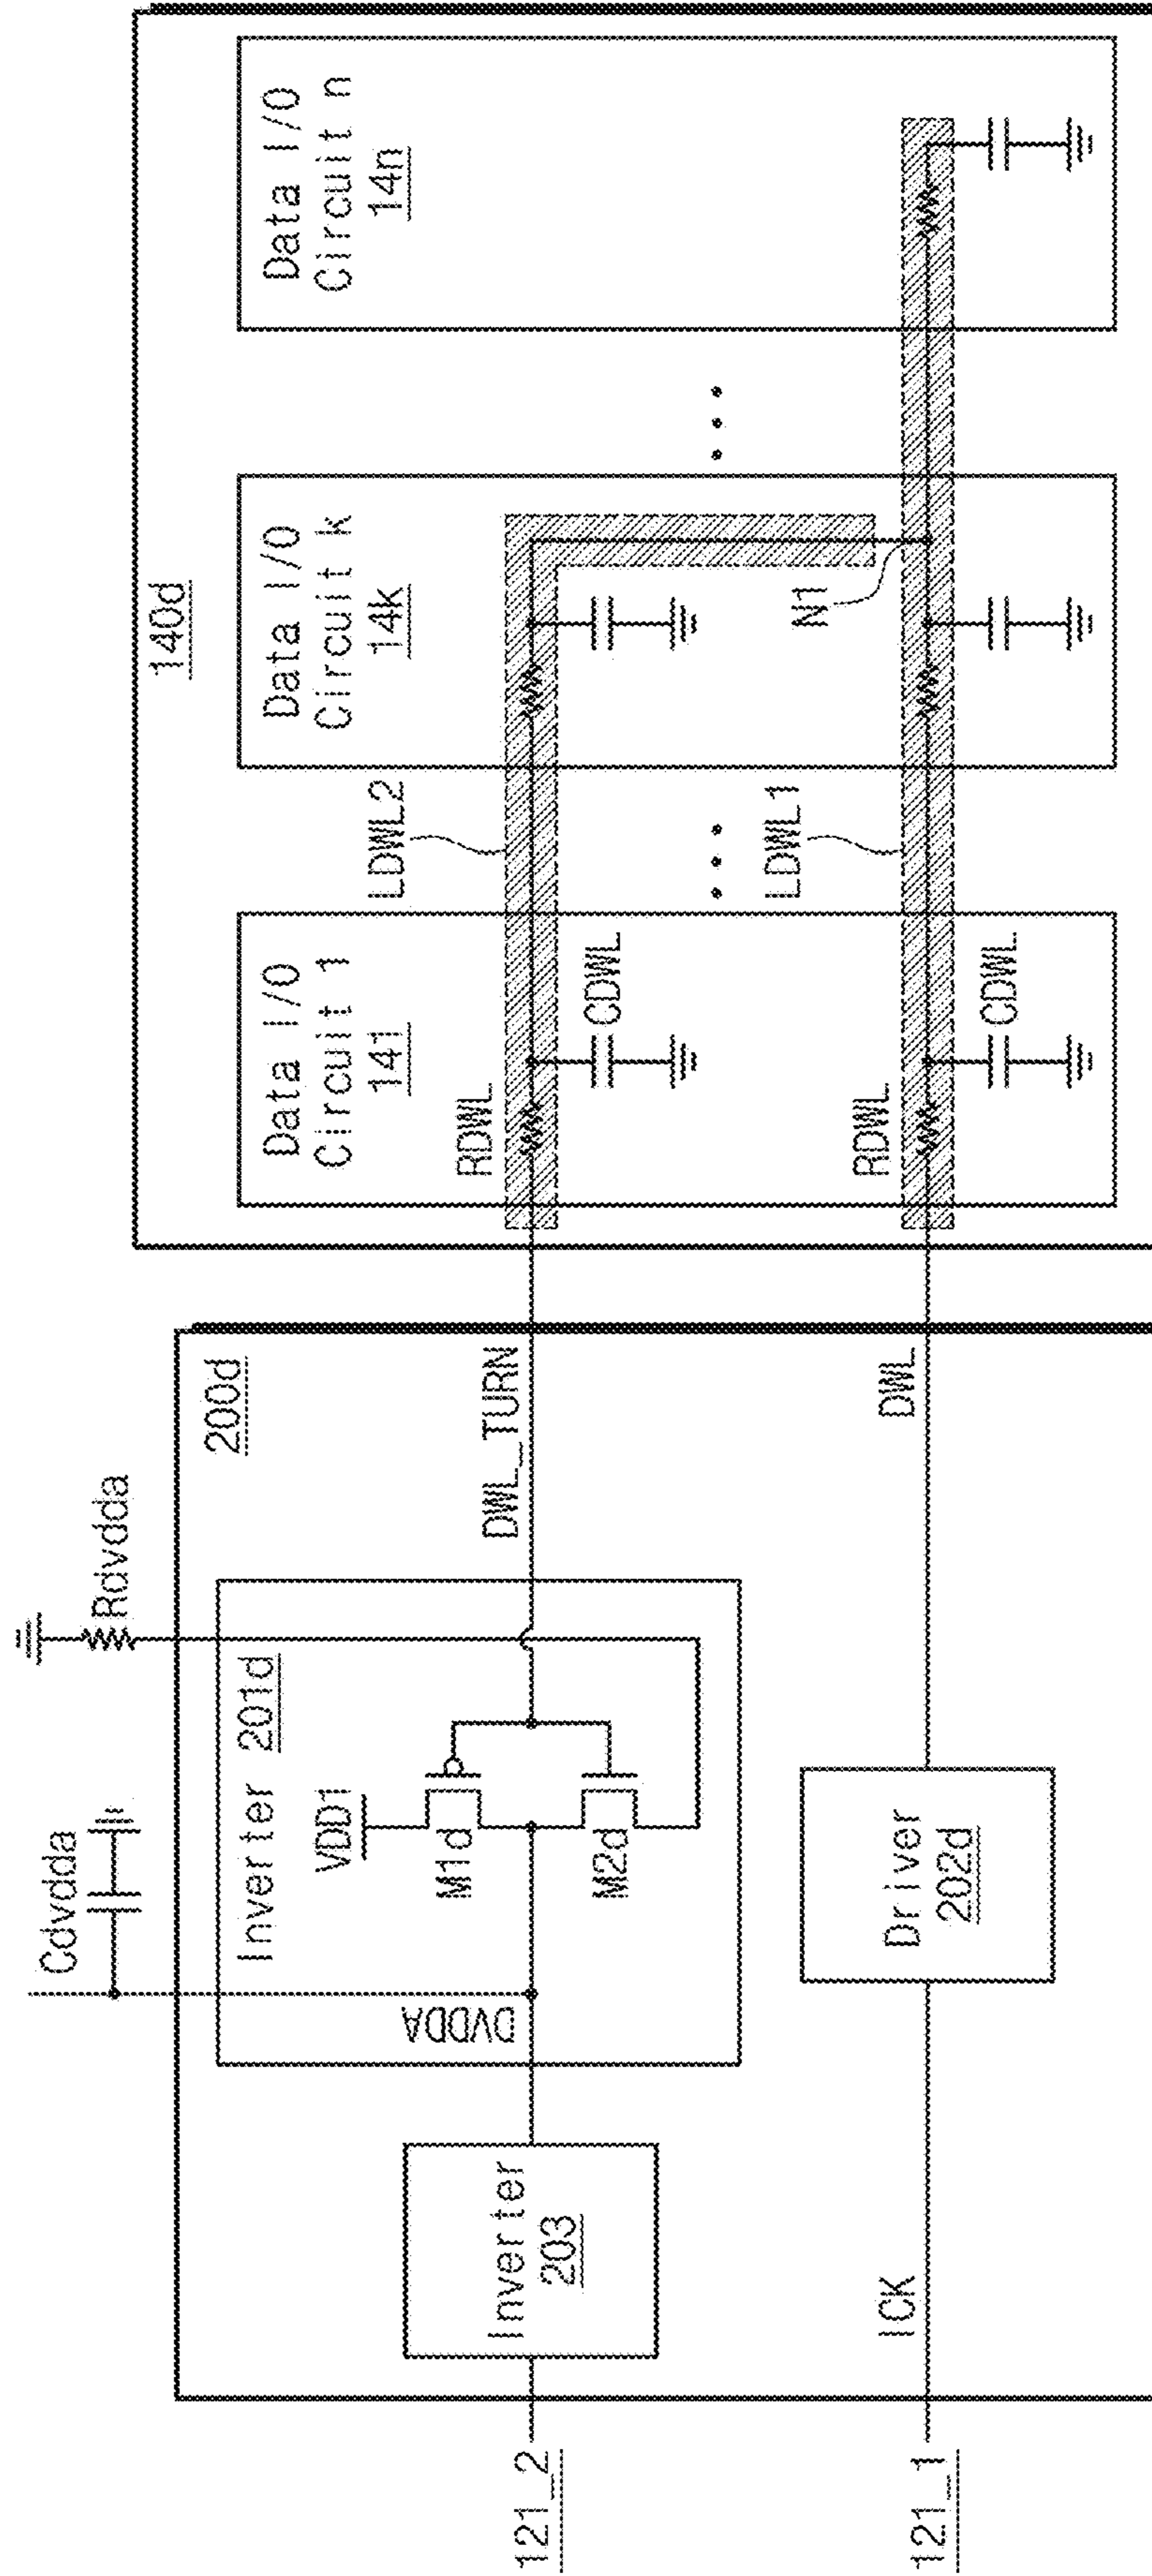 140d
Data I/O
Circuit 1
141
Data I/O
Circuit k
14k
Data I/O
Circuit n
14n
RDWL
CDWL
LDWL2
RDWL
CDWL
LDWL1
N1
Cdvdda
Rdvdda
200d
Inverter 201d
VDD1
M1d
M2d
DVDDA
DWL_TURN
Inverter
203
121_2
Driver
202d
DWL
ICK
121_1